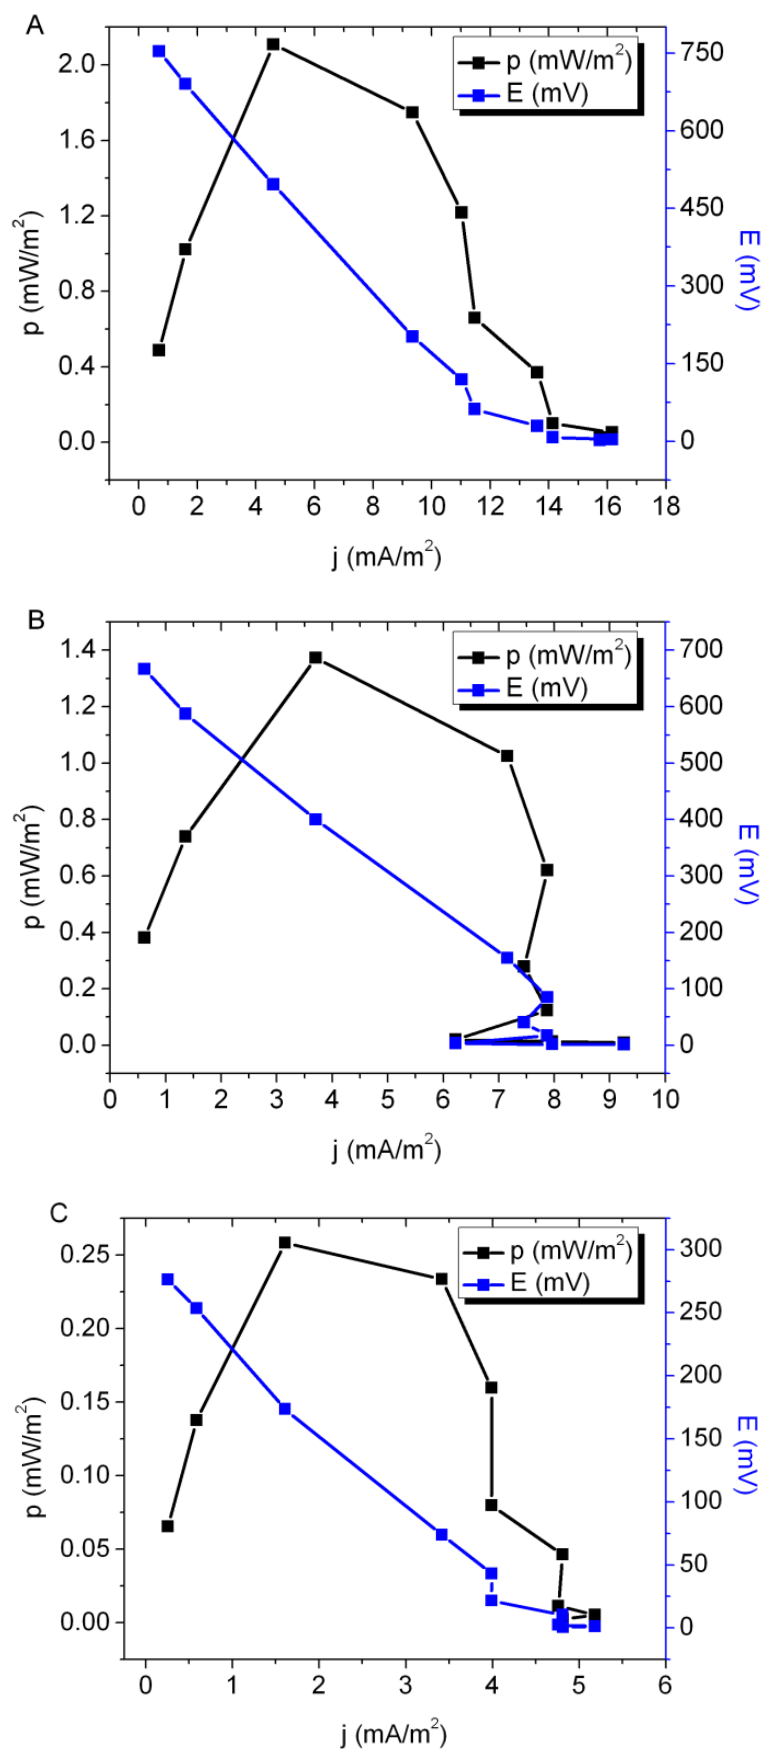 A
p (mW/m²)
E (mV)
2.0
1.6
1.2
0.8
0.4
0.0
p (mW/m²)
750
600
450
300
150
0
E (mV)
0 2 4 6 8 10 12 14 16 18
j (mA/m²)
B
p (mW/m²)
E (mV)
1.4
1.2
1.0
0.8
0.6
0.4
0.2
0.0
p (mW/m²)
700
600
500
400
300
200
100
0
E (mV)
0 1 2 3 4 5 6 7 8 9 10
j (mA/m²)
C
p (mW/m²)
E (mV)
0.25
0.20
0.15
0.10
0.05
0.00
p (mW/m²)
300
250
200
150
100
50
0
E (mV)
0 1 2 3 4 5 6
j (mA/m²)